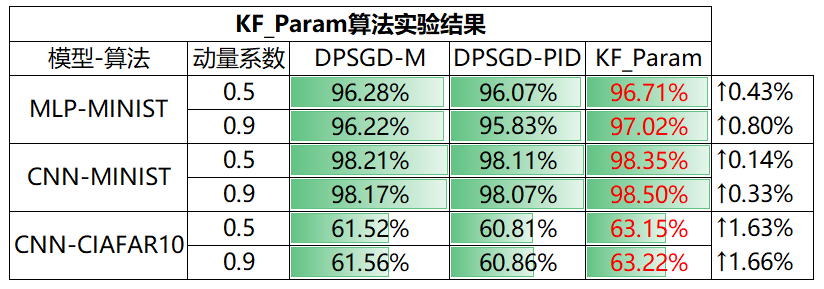 KF_Param算法实验结果
模型-算法 动量系数 DPSGD-M DPSGD-PID KF_Param
MLP-MINIST 0.5 96.28% 96.07% 96.71% ↑0.43%
0.9 96.22% 95.83% 97.02% ↑0.80%
CNN-MINIST 0.5 98.21% 98.11% 98.35% ↑0.14%
0.9 98.17% 98.07% 98.50% ↑0.33%
CNN-CIAFAR10 0.5 61.52% 60.81% 63.15% ↑1.63%
0.9 61.56% 60.86% 63.22% ↑1.66%